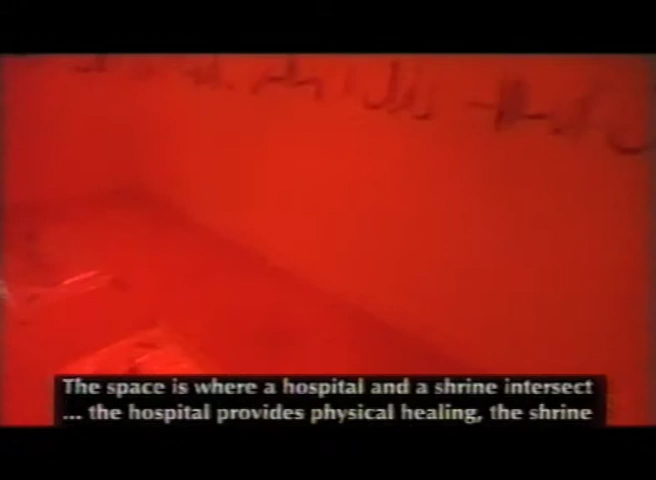 The space is where a hospital and a shrine intersect
... the hospital provides physical healing, the shrine